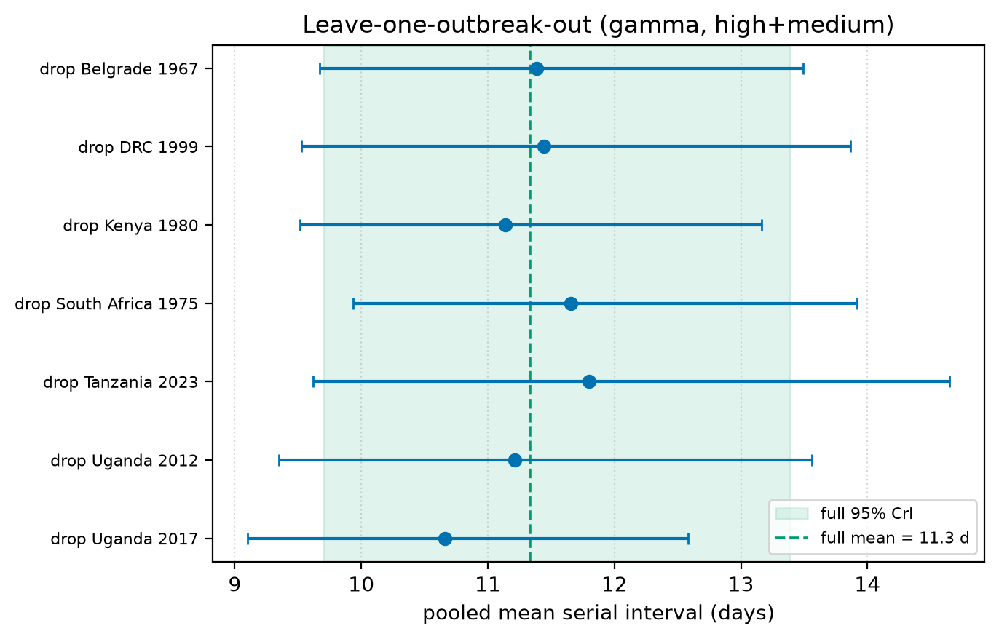 Leave-one-outbreak-out (gamma, high+medium)
drop Belgrade 1967
drop DRC 1999
drop Kenya 1980
drop South Africa 1975
drop Tanzania 2023
drop Uganda 2012
drop Uganda 2017
full 95% CrI
full mean = 11.3 d
9 10 11 12 13 14
pooled mean serial interval (days)